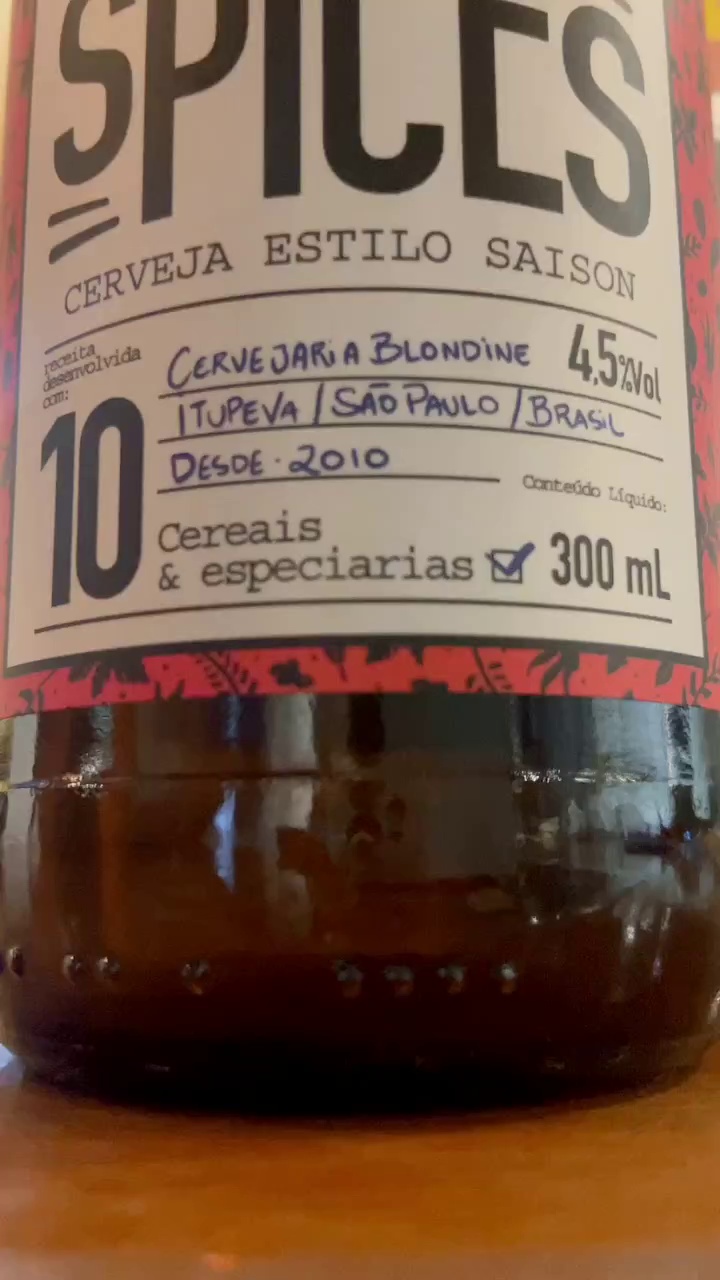 SPICES
CERVEJA ESTILO SAISON
receita
desenvolvida
com:
10
CERVEJARIA BLONDINE
ITUPEVA / SÃO PAULO / BRASIL
DESDE · 2010
Cereais
& especiarias
4,5%Vol
Conteúdo Líquido:
300 mL